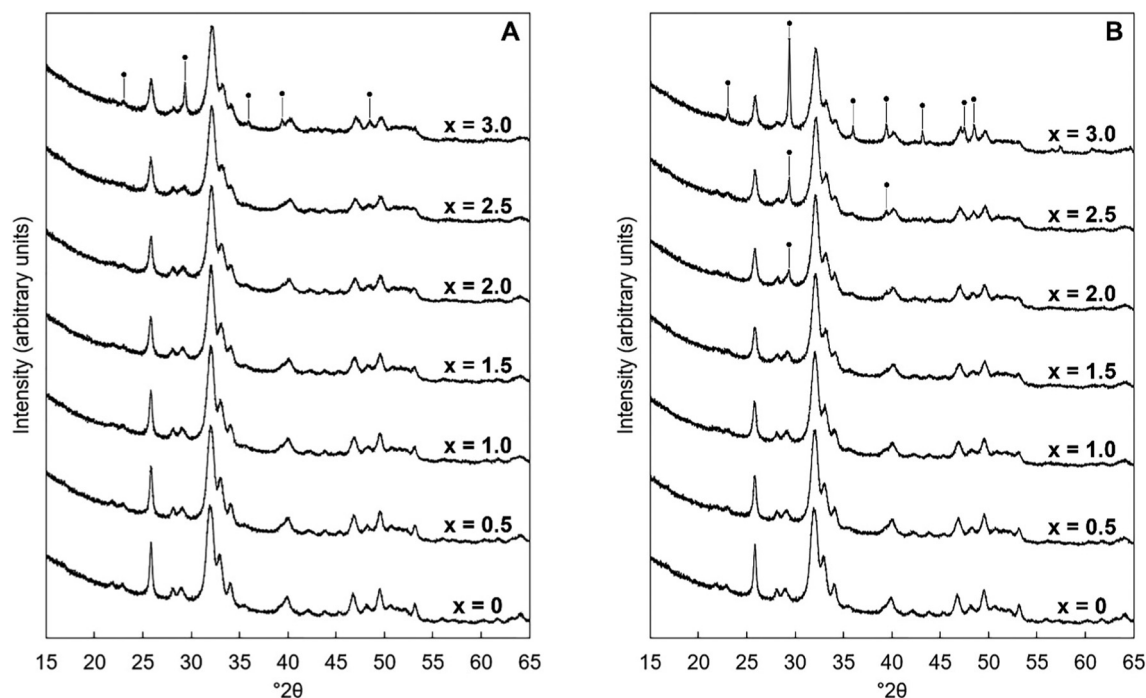 A
x = 3.0
x = 2.5
x = 2.0
x = 1.5
x = 1.0
x = 0.5
x = 0
Intensity (arbitrary units)
15 20 25 30 35 40 45 50 55 60 65
°2θ
B
x = 3.0
x = 2.5
x = 2.0
x = 1.5
x = 1.0
x = 0.5
x = 0
Intensity (arbitrary units)
15 20 25 30 35 40 45 50 55 60 65
°2θ